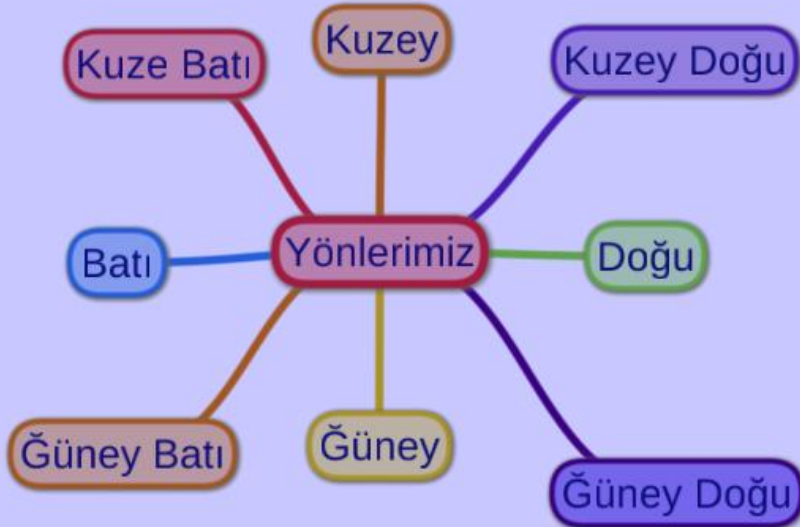 Kuzey
Kuze Batı
Kuzey Doğu
Yönlerimiz
Batı
Doğu
Ğüney Batı
Ğüney
Ğüney Doğu